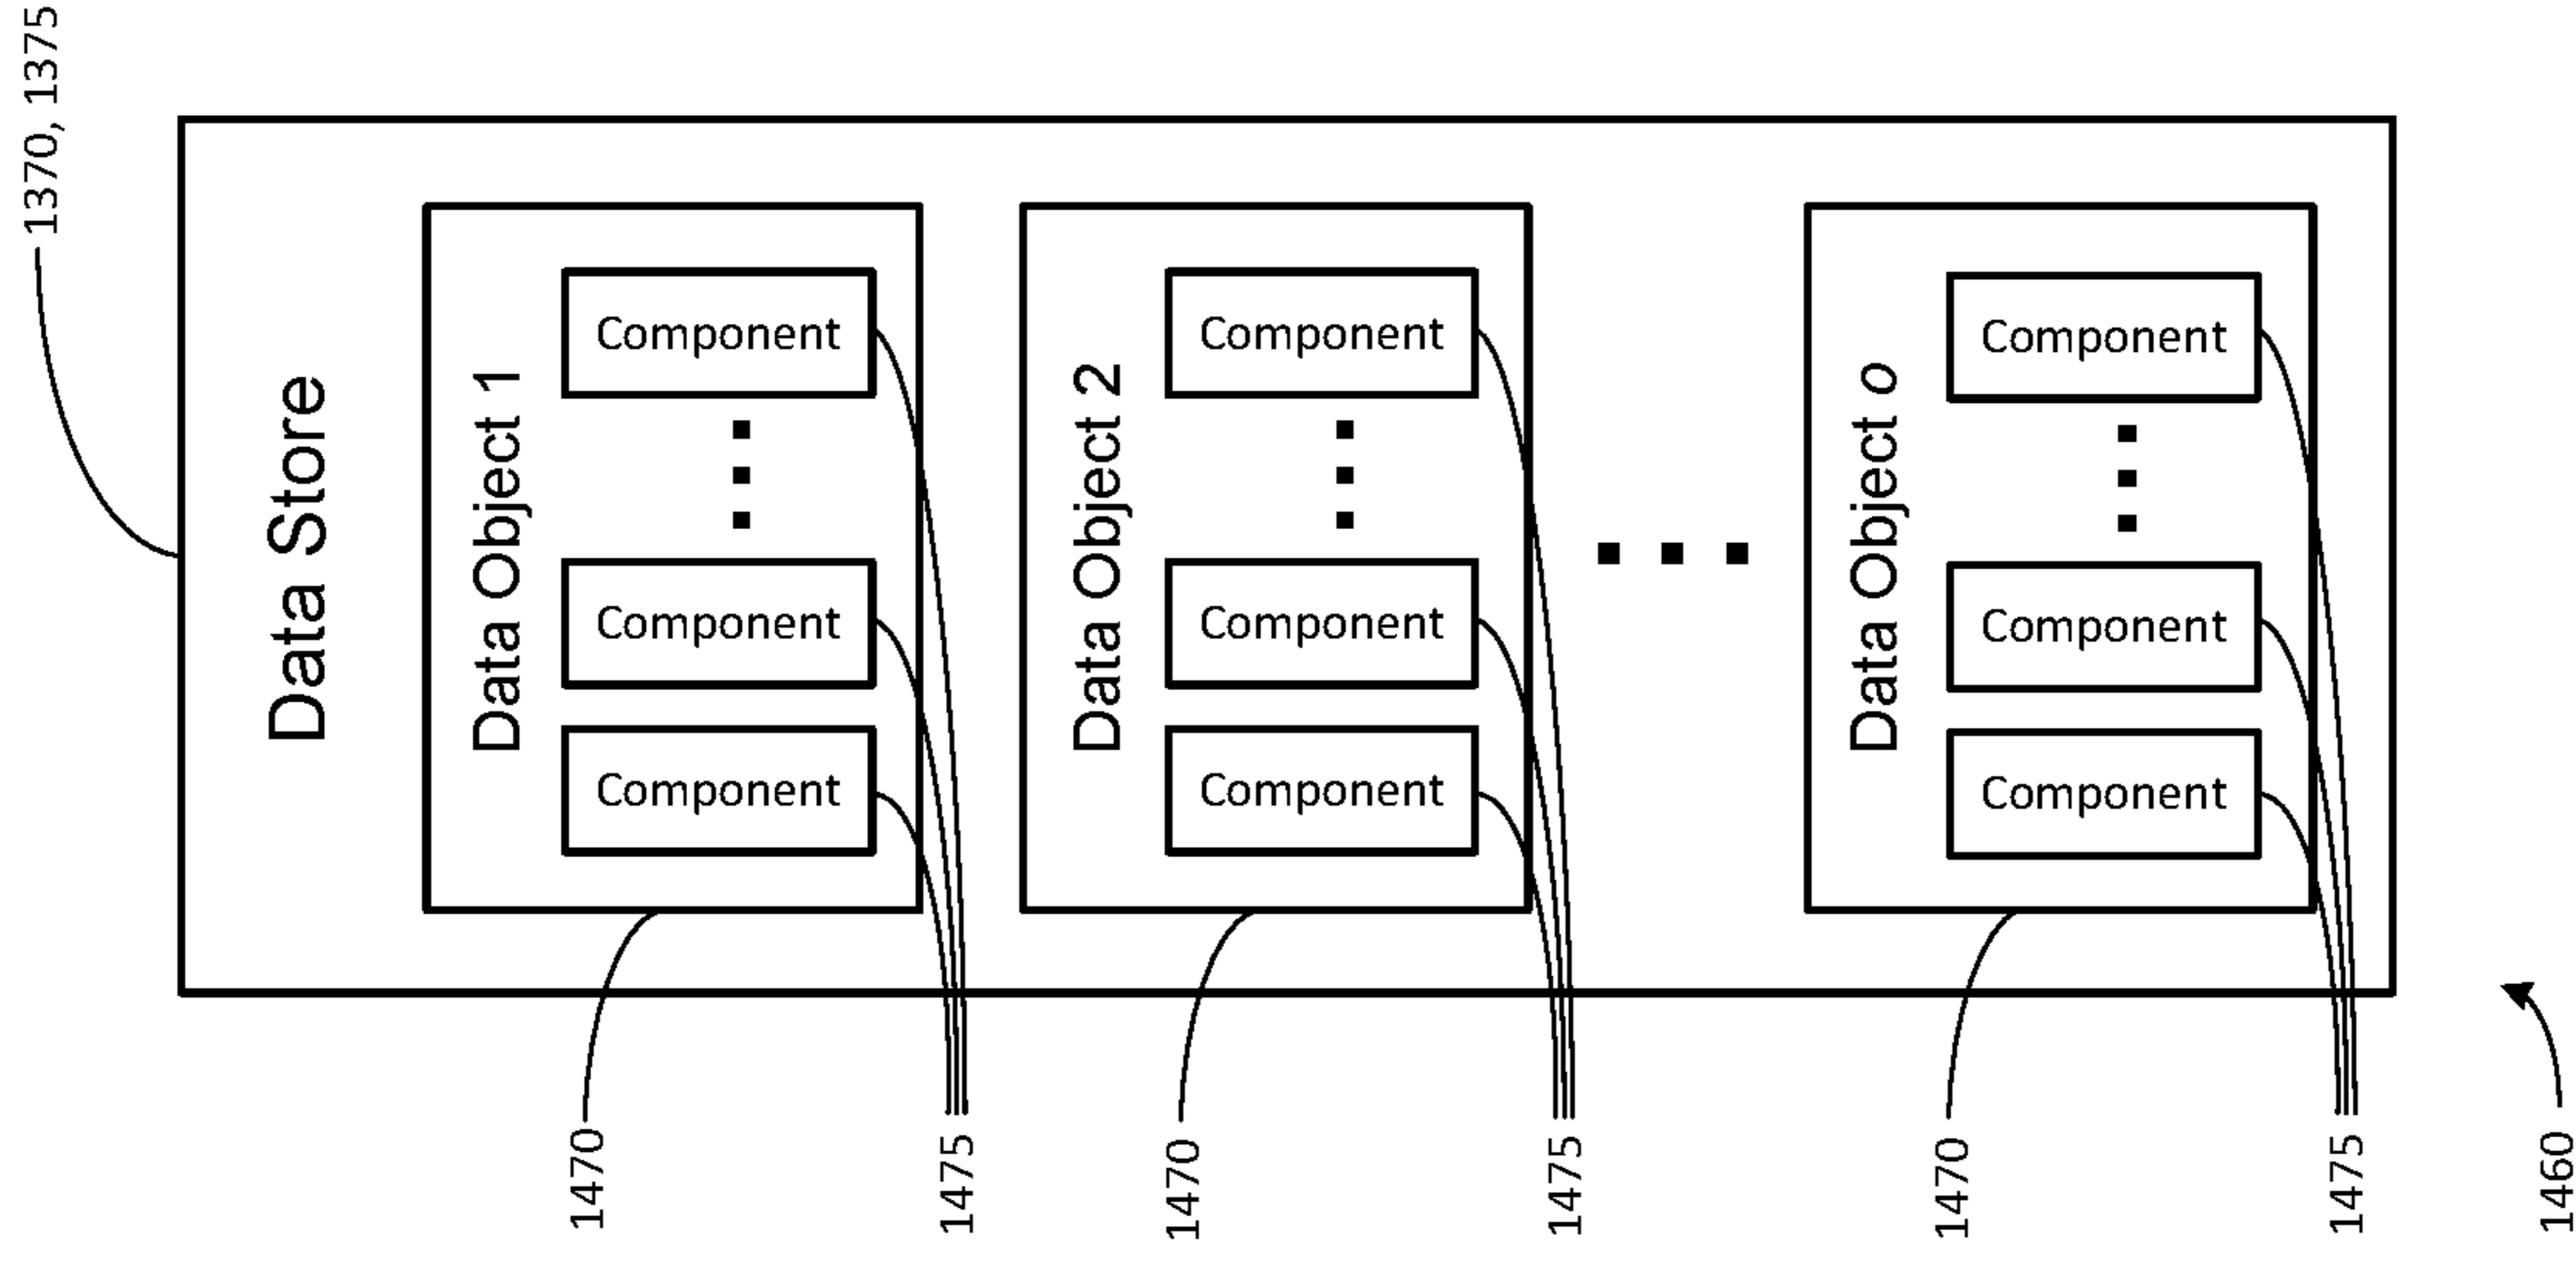 1370, 1375
Data Store
Data Object 1
Component
Component
Component
1470
1475
Data Object 2
Component
Component
Component
1470
1475
Data Object o
Component
Component
Component
1470
1475
1460